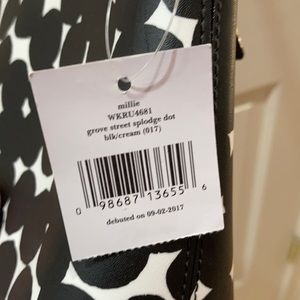 millie
WKRU4681
grove street splodge dot
blk/cream (017)
0 98687 13655 6
debuted on 09-02-2017